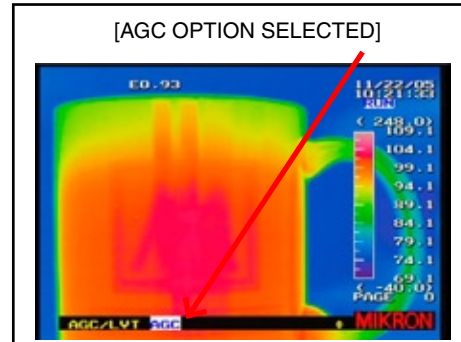 [AGC OPTION SELECTED]
E0.93
11/22/05
10:21:33
RUN
( 248.0)
109.1
104.1
99.1
94.1
89.1
84.1
79.1
74.1
69.1
( -40.0)
PAGE 0
AGC/LVT AGC 0
MIKRON